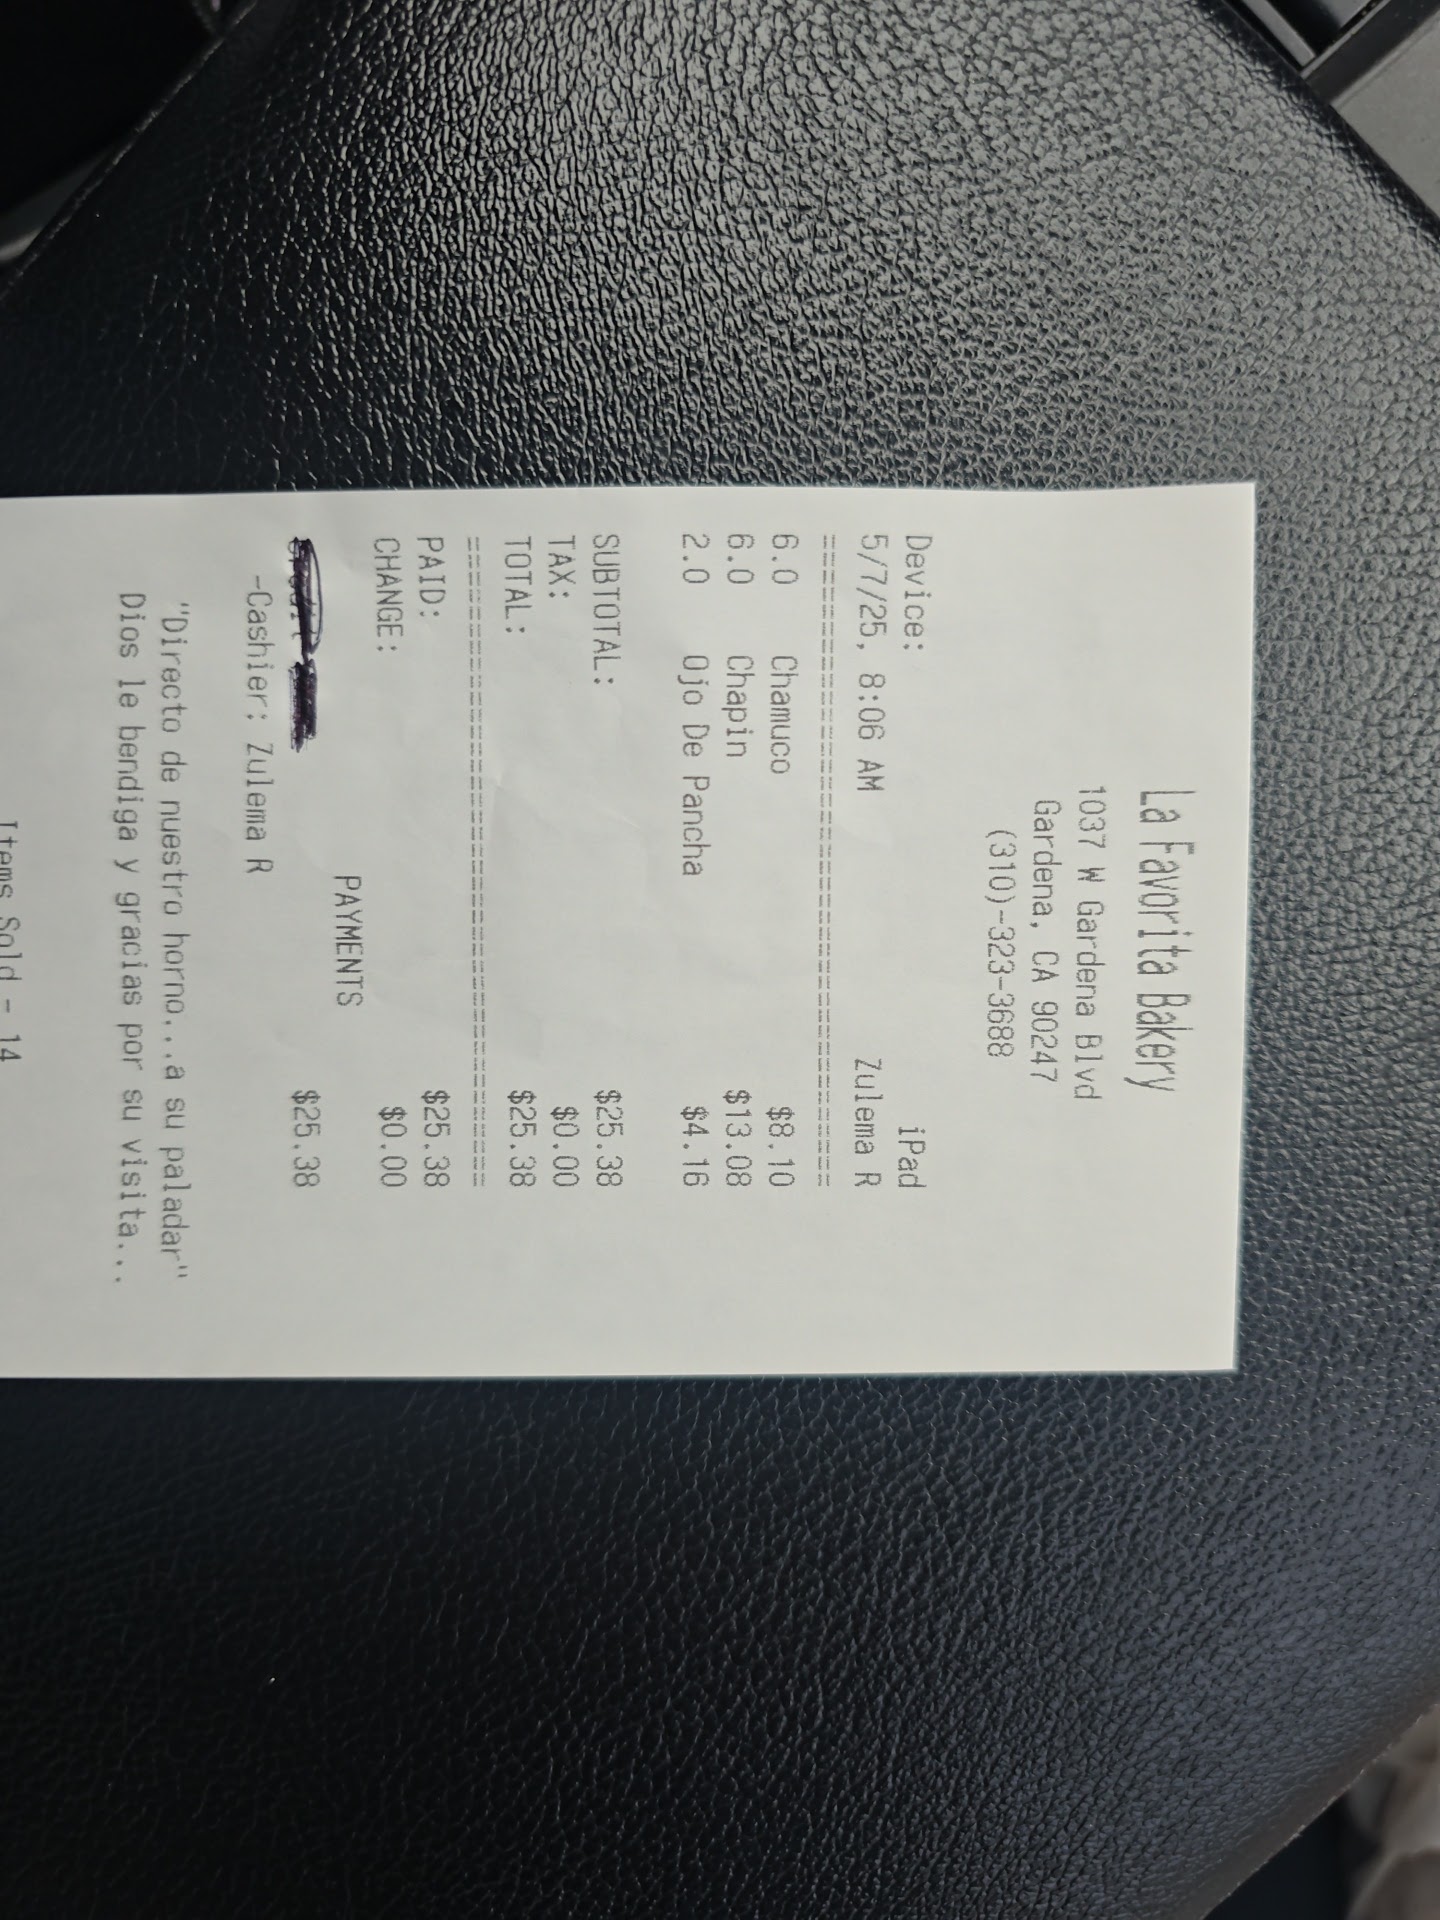 La Favorita Bakery
1037 W Gardena Blvd
Gardena, CA 90247
(310)-323-3688
Device: iPad
5/7/25, 8:06 AM Zulema R
6.0 Chamuco $8.10
6.0 Chapin $13.08
2.0 Ojo De Pancha $4.16
SUBTOTAL: $25.38
TAX: $0.00
TOTAL: $25.38
PAID: $25.38
CHANGE: $0.00
PAYMENTS
$25.38
-Cashier: Zulema R
"Directo de nuestro horno...a su paladar"
Dios le bendiga y gracias por su visita...
Items Sold - 14